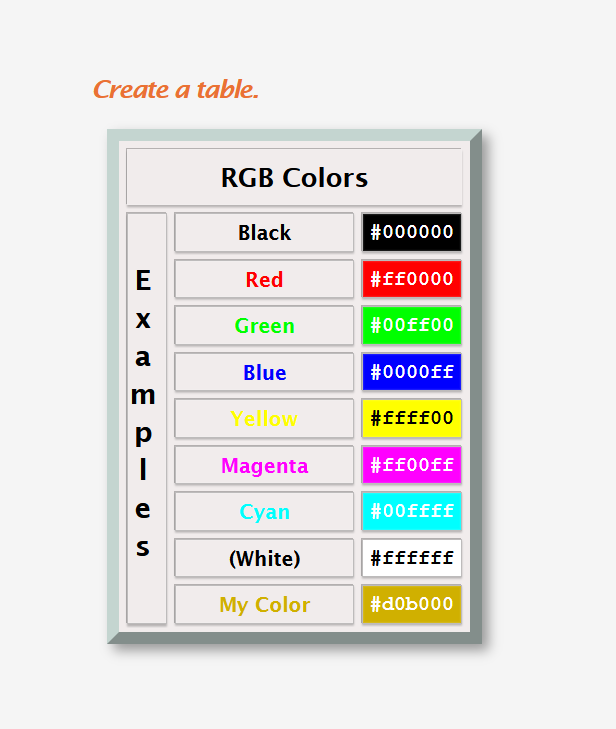 Create a table.
RGB Colors
Examples
Black #000000
Red #ff0000
Green #00ff00
Blue #0000ff
Yellow #ffff00
Magenta #ff00ff
Cyan #00ffff
(White) #ffffff
My Color #d0b000